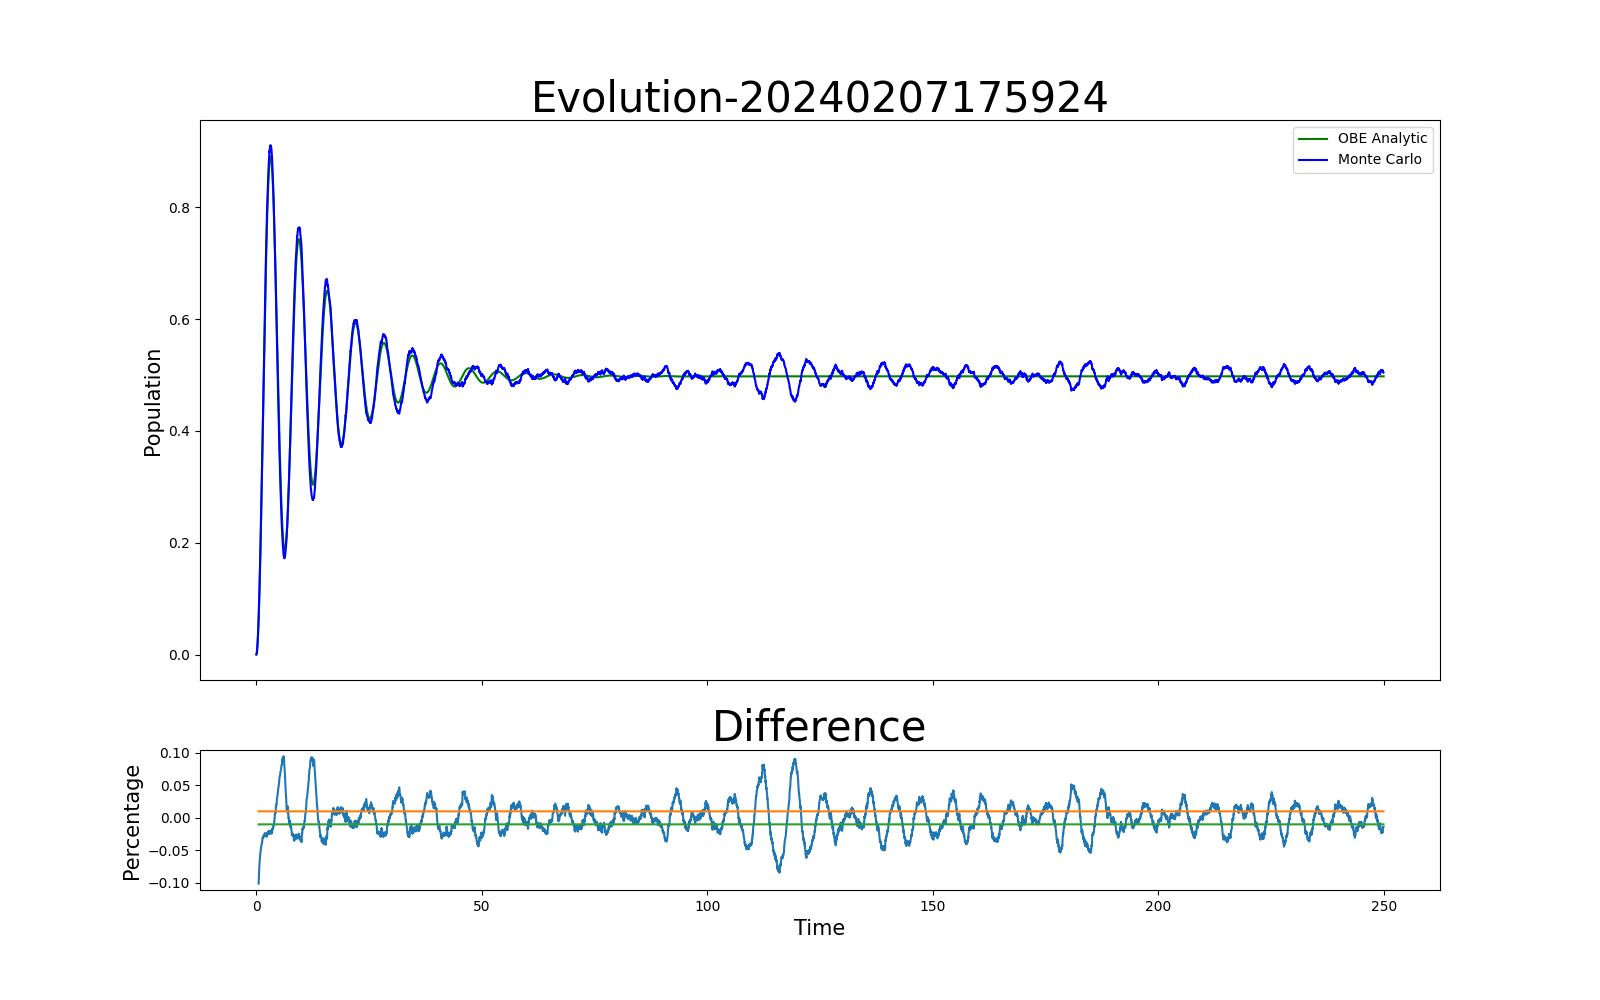 Evolution-20240207175924
OBE Analytic
Monte Carlo
Population
0.8
0.6
0.4
0.2
0.0
Difference
Percentage
0.10
0.05
0.00
−0.05
−0.10
0 50 100 150 200 250
Time